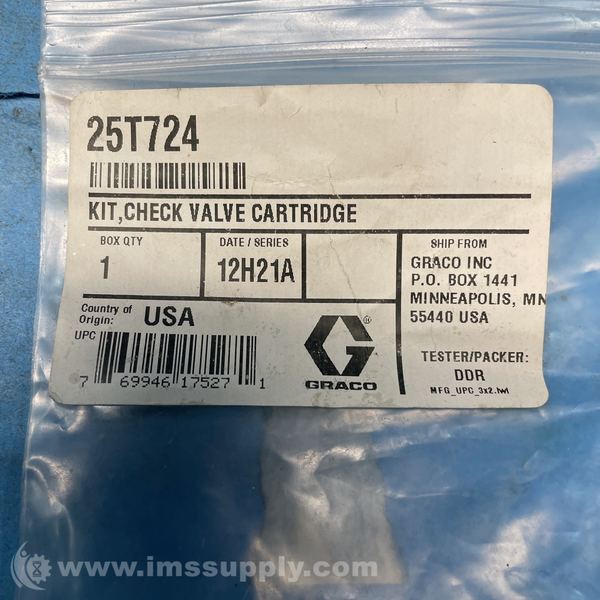 25T724
KIT,CHECK VALVE CARTRIDGE
BOX QTY
1
DATE / SERIES
12H21A
SHIP FROM
GRACO INC
P.O. BOX 1441
MINNEAPOLIS, MN
55440 USA
Country of
Origin:
USA
UPC
7 69946 17527 1
®
GRACO
TESTER/PACKER:
DDR
MFG_UPC_3x2.lwl
www.imssupply.com